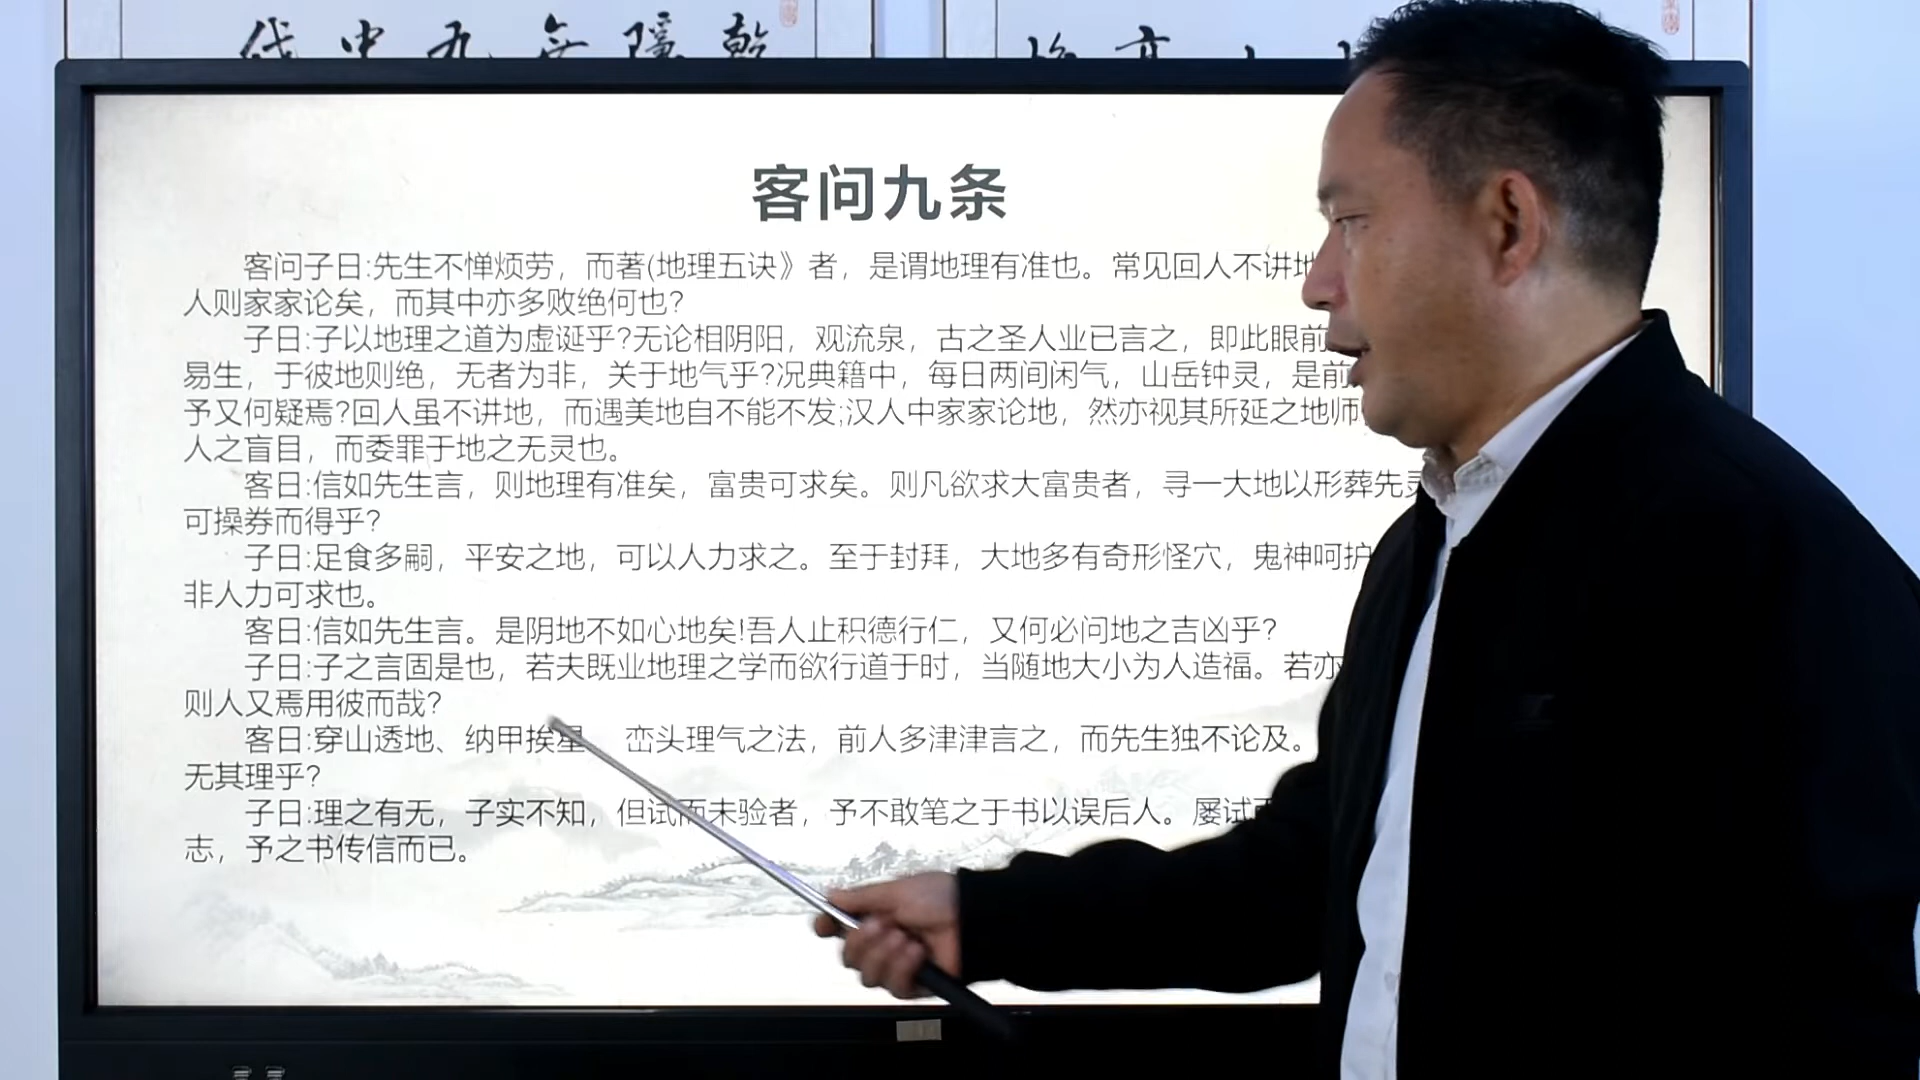 代中九無隱乾
客问九条
客问子日:先生不惮烦劳，而著(地理五诀》者，是谓地理有准也。常见回人不讲地
人则家家论矣，而其中亦多败绝何也?
子日:子以地理之道为虚诞乎?无论相阴阳，观流泉，古之圣人业已言之，即此眼前
易生，于彼地则绝，无者为非，关于地气乎?况典籍中，每日两间闲气，山岳钟灵，是前
予又何疑焉?回人虽不讲地，而遇美地自不能不发;汉人中家家论地，然亦视其所延之地师
人之盲目，而委罪于地之无灵也。
客日:信如先生言，则地理有准矣，富贵可求矣。则凡欲求大富贵者，寻一大地以形葬先灵
可操券而得乎?
子日:足食多嗣，平安之地，可以人力求之。至于封拜，大地多有奇形怪穴，鬼神呵护
非人力可求也。
客日:信如先生言。是阴地不如心地矣!吾人止积德行仁，又何必问地之吉凶乎?
子日:子之言固是也，若夫既业地理之学而欲行道于时，当随地大小为人造福。若亦
则人又焉用彼而哉?
客日:穿山透地、纳甲挨星、峦头理气之法，前人多津津言之，而先生独不论及。
无其理乎?
子日:理之有无，子实不知，但试而未验者，予不敢笔之于书以误后人。屡试而
志，予之书传信而已。